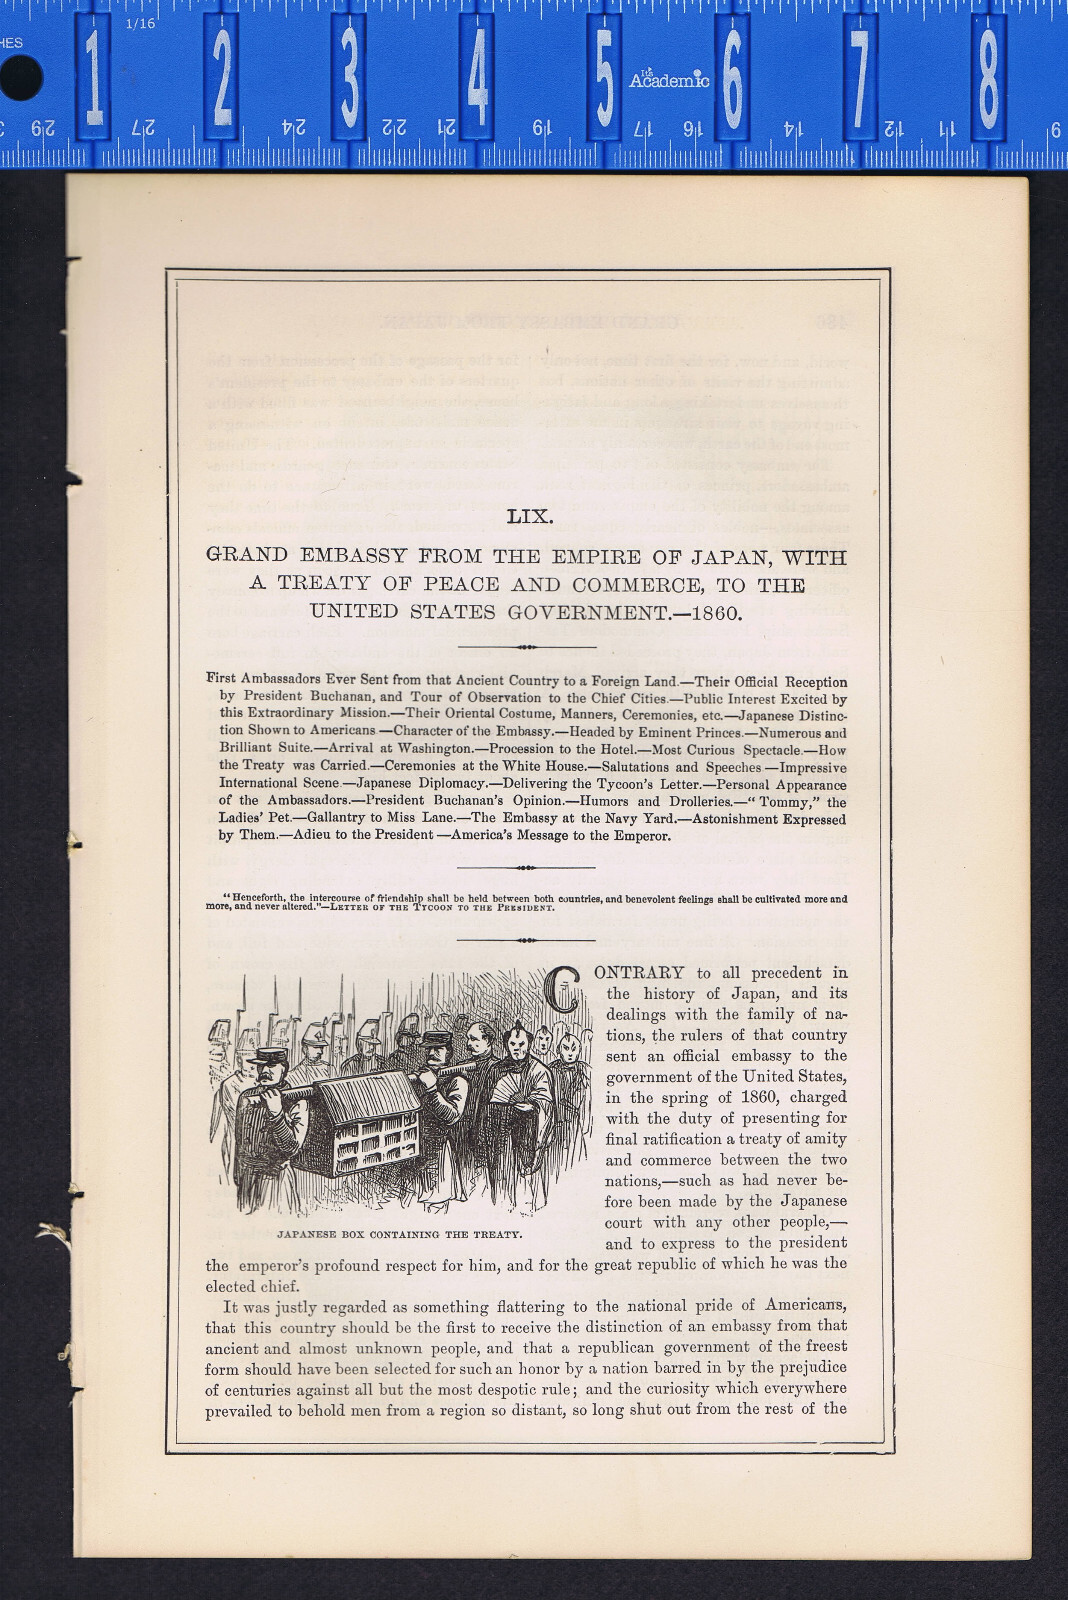 HES
1/16
1 2 3 4 5 6 7 8
It's
Academic
29 27 24 22 21 19 17 16 14 12 11 9
LIX.
GRAND EMBASSY FROM THE EMPIRE OF JAPAN, WITH
A TREATY OF PEACE AND COMMERCE, TO THE
UNITED STATES GOVERNMENT.—1860.
First Ambassadors Ever Sent from that Ancient Country to a Foreign Land.—Their Official Reception
by President Buchanan, and Tour of Observation to the Chief Cities.—Public Interest Excited by
this Extraordinary Mission.—Their Oriental Costume, Manners, Ceremonies, etc.—Japanese Distinc-
tion Shown to Americans.—Character of the Embassy.—Headed by Eminent Princes.—Numerous and
Brilliant Suite.—Arrival at Washington.—Procession to the Hotel.—Most Curious Spectacle.—How
the Treaty was Carried.—Ceremonies at the White House.—Salutations and Speeches.—Impressive
International Scene.—Japanese Diplomacy.—Delivering the Tycoon's Letter.—Personal Appearance
of the Ambassadors.—President Buchanan's Opinion.—Humors and Drolleries.—"Tommy," the
Ladies' Pet.—Gallantry to Miss Lane.—The Embassy at the Navy Yard.—Astonishment Expressed
by Them.—Adieu to the President—America's Message to the Emperor.
"Henceforth, the intercourse of friendship shall be held between both countries, and benevolent feelings shall be cultivated more and
more, and never altered."—LETTER OF THE TYCOON TO THE PRESIDENT.
CONTRARY to all precedent in
the history of Japan, and its
dealings with the family of na-
tions, the rulers of that country
sent an official embassy to the
government of the United States,
in the spring of 1860, charged
with the duty of presenting for
final ratification a treaty of amity
and commerce between the two
nations,—such as had never be-
fore been made by the Japanese
court with any other people,—
and to express to the president
JAPANESE BOX CONTAINING THE TREATY.
the emperor's profound respect for him, and for the great republic of which he was the
elected chief.
It was justly regarded as something flattering to the national pride of Americans,
that this country should be the first to receive the distinction of an embassy from that
ancient and almost unknown people, and that a republican government of the freest
form should have been selected for such an honor by a nation barred in by the prejudice
of centuries against all but the most despotic rule; and the curiosity which everywhere
prevailed to behold men from a region so distant, so long shut out from the rest of the